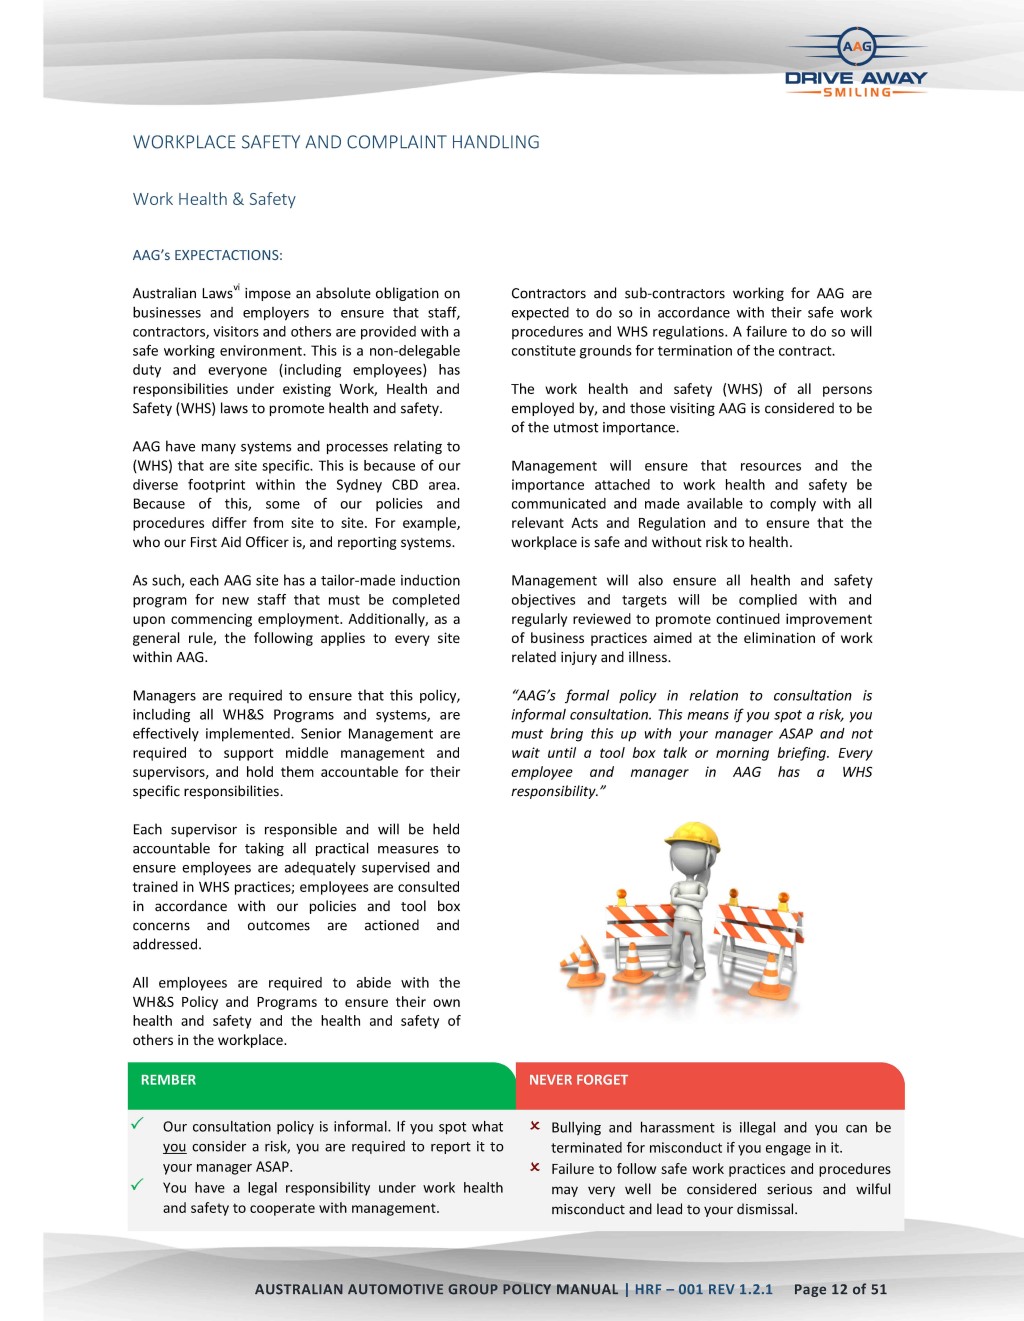 AAG
DRIVE AWAY
SMILING
WORKPLACE SAFETY AND COMPLAINT HANDLING
Work Health & Safety
AAG’s EXPECTACTIONS:
Australian Laws^vi impose an absolute obligation on
businesses and employers to ensure that staff,
contractors, visitors and others are provided with a
safe working environment. This is a non-delegable
duty and everyone (including employees) has
responsibilities under existing Work, Health and
Safety (WHS) laws to promote health and safety.
AAG have many systems and processes relating to
(WHS) that are site specific. This is because of our
diverse footprint within the Sydney CBD area.
Because of this, some of our policies and
procedures differ from site to site. For example,
who our First Aid Officer is, and reporting systems.
As such, each AAG site has a tailor-made induction
program for new staff that must be completed
upon commencing employment. Additionally, as a
general rule, the following applies to every site
within AAG.
Managers are required to ensure that this policy,
including all WH&S Programs and systems, are
effectively implemented. Senior Management are
required to support middle management and
supervisors, and hold them accountable for their
specific responsibilities.
Each supervisor is responsible and will be held
accountable for taking all practical measures to
ensure employees are adequately supervised and
trained in WHS practices; employees are consulted
in accordance with our policies and tool box
concerns and outcomes are actioned and
addressed.
All employees are required to abide with the
WH&S Policy and Programs to ensure their own
health and safety and the health and safety of
others in the workplace.
Contractors and sub-contractors working for AAG are
expected to do so in accordance with their safe work
procedures and WHS regulations. A failure to do so will
constitute grounds for termination of the contract.
The work health and safety (WHS) of all persons
employed by, and those visiting AAG is considered to be
of the utmost importance.
Management will ensure that resources and the
importance attached to work health and safety be
communicated and made available to comply with all
relevant Acts and Regulation and to ensure that the
workplace is safe and without risk to health.
Management will also ensure all health and safety
objectives and targets will be complied with and
regularly reviewed to promote continued improvement
of business practices aimed at the elimination of work
related injury and illness.
“AAG’s formal policy in relation to consultation is
informal consultation. This means if you spot a risk, you
must bring this up with your manager ASAP and not
wait until a tool box talk or morning briefing. Every
employee and manager in AAG has a WHS
responsibility.”
REMBER
✓ Our consultation policy is informal. If you spot what
you consider a risk, you are required to report it to
your manager ASAP.
✓ You have a legal responsibility under work health
and safety to cooperate with management.
NEVER FORGET
✗ Bullying and harassment is illegal and you can be
terminated for misconduct if you engage in it.
✗ Failure to follow safe work practices and procedures
may very well be considered serious and wilful
misconduct and lead to your dismissal.
AUSTRALIAN AUTOMOTIVE GROUP POLICY MANUAL | HRF – 001 REV 1.2.1 Page 12 of 51